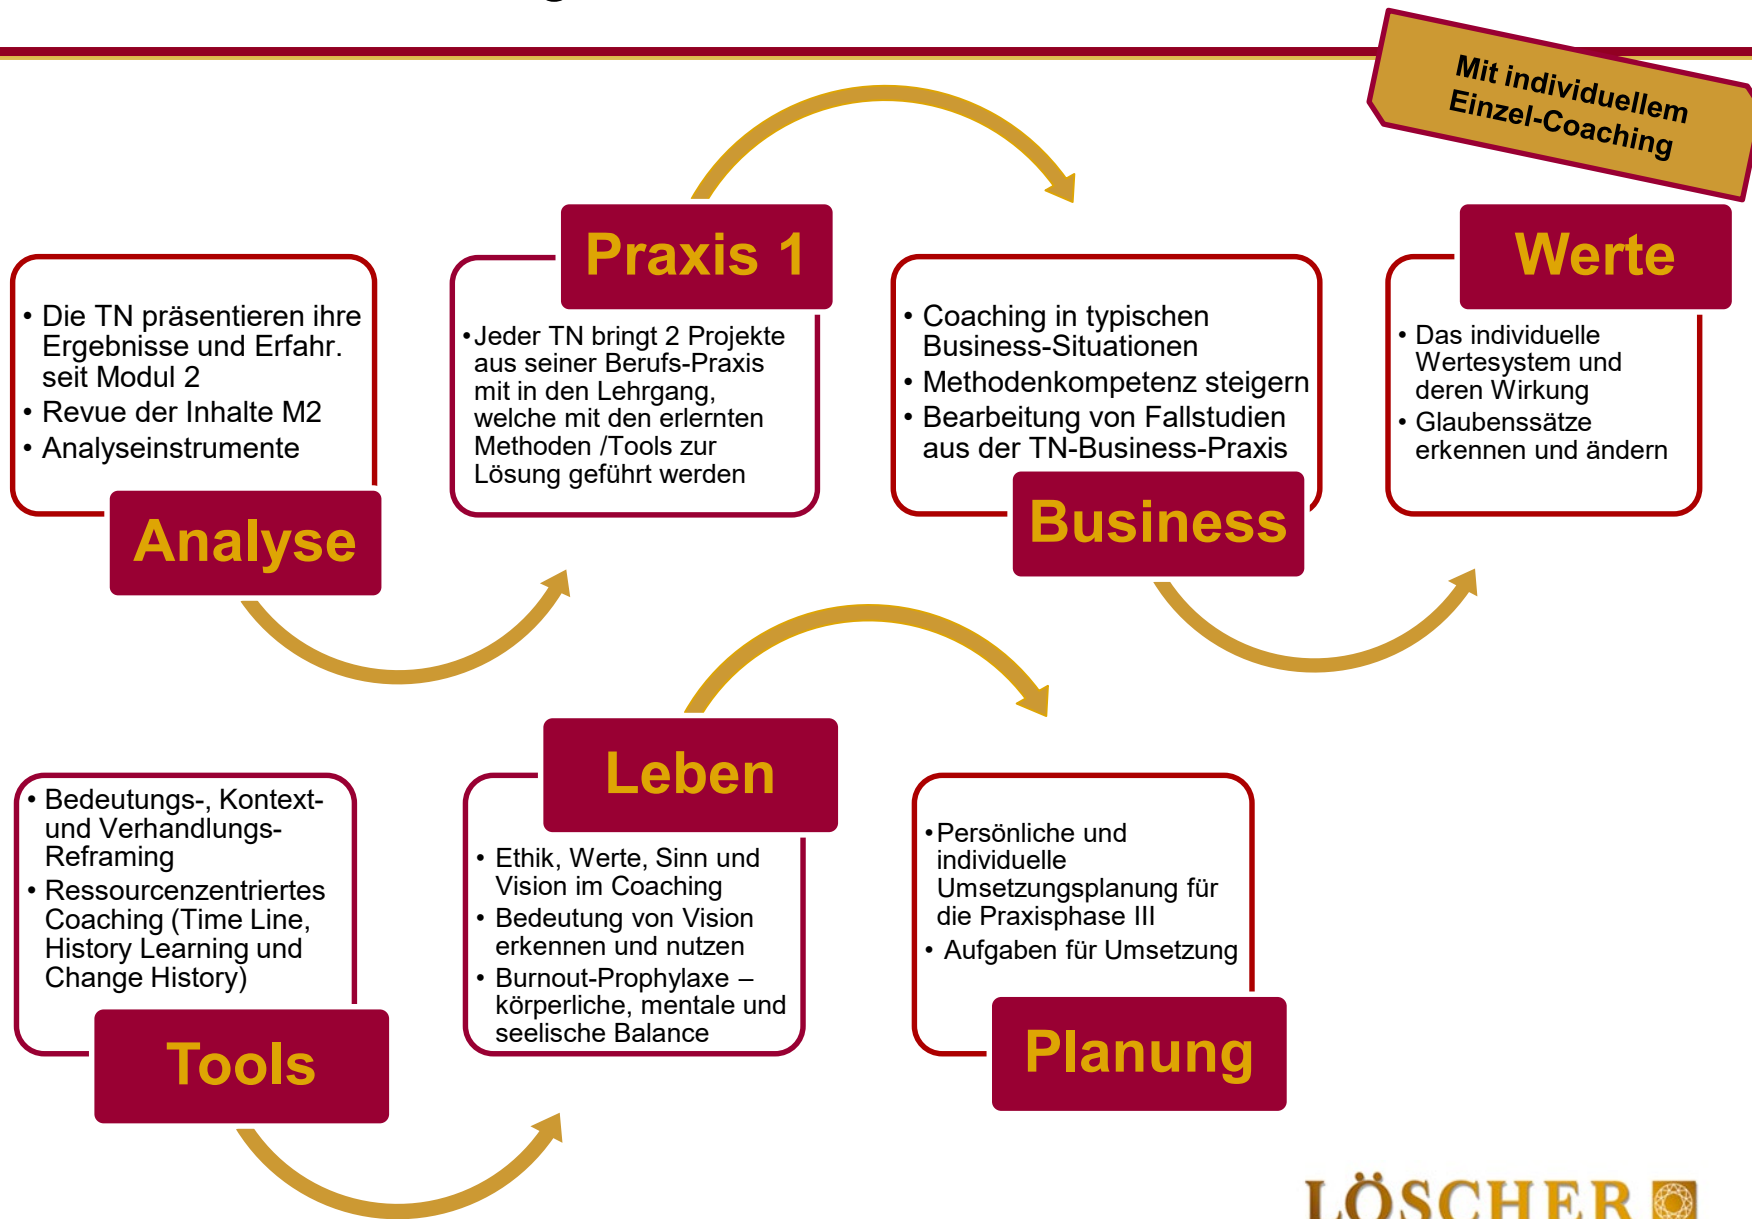 Mit individuellem
Einzel-Coaching
• Die TN präsentieren ihre
Ergebnisse und Erfahr.
seit Modul 2
• Revue der Inhalte M2
• Analyseinstrumente
Analyse
Praxis 1
• Jeder TN bringt 2 Projekte
aus seiner Berufs-Praxis
mit in den Lehrgang,
welche mit den erlernten
Methoden /Tools zur
Lösung geführt werden
• Coaching in typischen
Business-Situationen
• Methodenkompetenz steigern
• Bearbeitung von Fallstudien
aus der TN-Business-Praxis
Business
Werte
• Das individuelle
Wertesystem und
deren Wirkung
• Glaubenssätze
erkennen und ändern
• Bedeutungs-, Kontext-
und Verhandlungs-
Reframing
• Ressourcenzentriertes
Coaching (Time Line,
History Learning und
Change History)
Tools
Leben
• Ethik, Werte, Sinn und
Vision im Coaching
• Bedeutung von Vision
erkennen und nutzen
• Burnout-Prophylaxe –
körperliche, mentale und
seelische Balance
• Persönliche und
individuelle
Umsetzungsplanung für
die Praxisphase III
• Aufgaben für Umsetzung
Planung
LÖSCHER